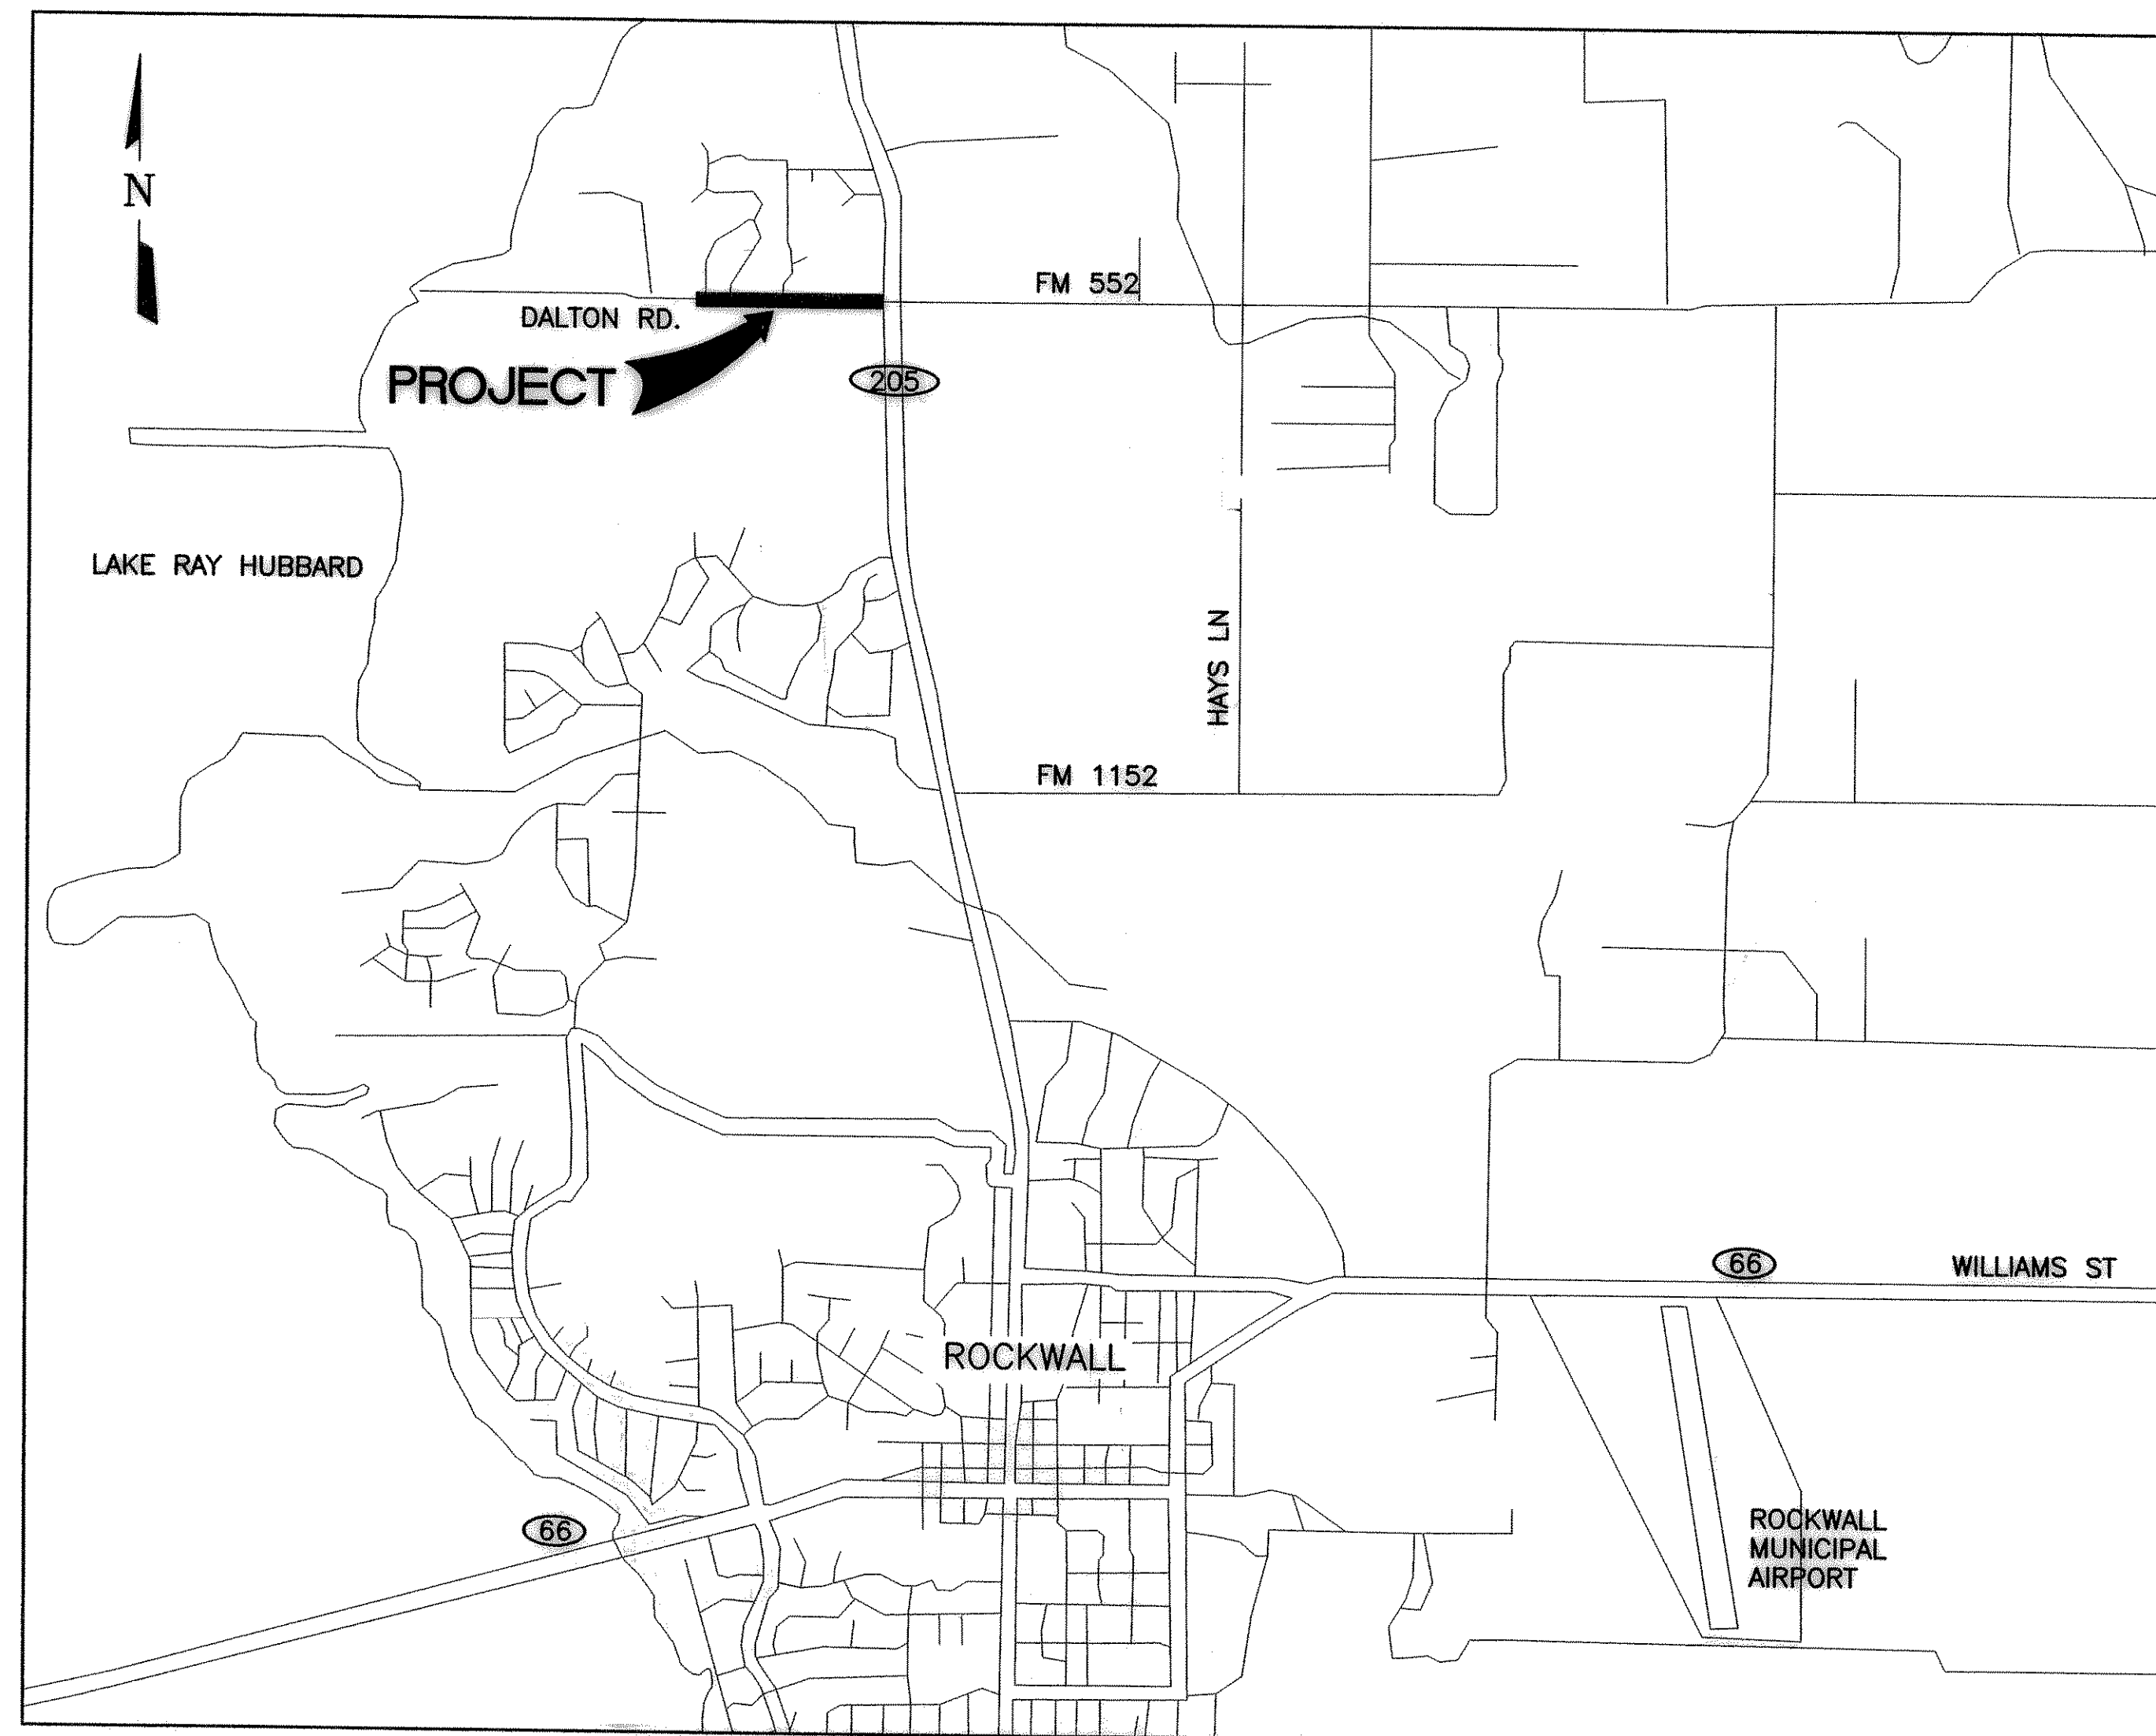 N
FM 552
DALTON RD.
PROJECT
205
LAKE RAY HUBBARD
HAYS LN
FM 1152
66
WILLIAMS ST
ROCKWALL
66
ROCKWALL
MUNICIPAL
AIRPORT